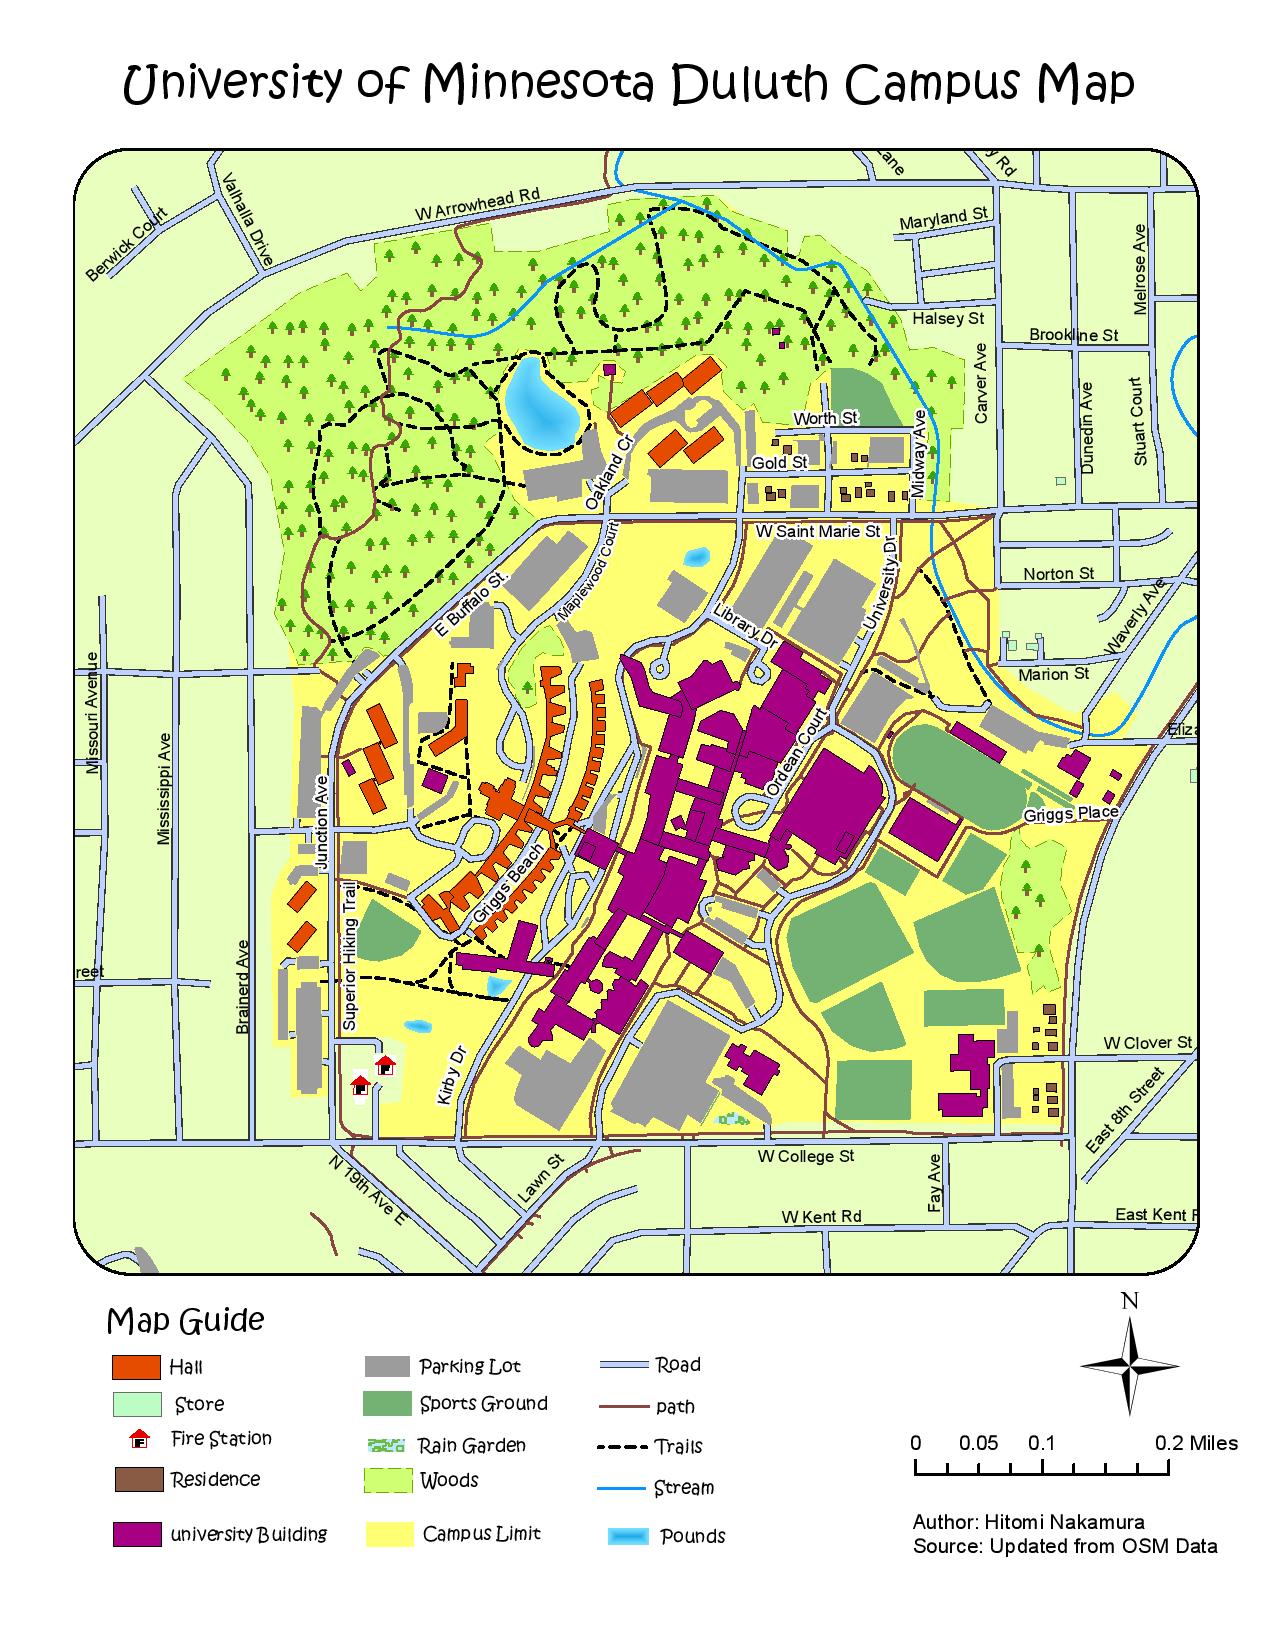 University of Minnesota Duluth Campus Map
Lane
y Rd
Valhalla Drive
Berwick Court
W Arrowhead Rd
Maryland St
Melrose Ave
Halsey St
Brookline St
Carver Ave
Dunedin Ave
Stuart Court
Worth St
Midway Ave
Gold St
Oakland Cr
W Saint Marie St
Maplewood Court
E Buffalo St.
Library Dr
University Dr
Norton St
Waverly Ave
Marion St
Missouri Avenue
Mississippi Ave
Eliza
Ordean Court
Junction Ave
Griggs Place
Griggs Beach
Superior Hiking Trail
reet
Brainerd Ave
Kirby Dr
W Clover St
East 8th Street
W College St
N 19th Ave E
Lawn St
Fay Ave
W Kent Rd
East Kent R
Map Guide
N
Hall
Parking Lot
Road
Store
Sports Ground
path
Fire Station
Rain Garden
Trails
Residence
Woods
Stream
university Building
Campus Limit
Pounds
0 0.05 0.1 0.2 Miles
Author: Hitomi Nakamura
Source: Updated from OSM Data